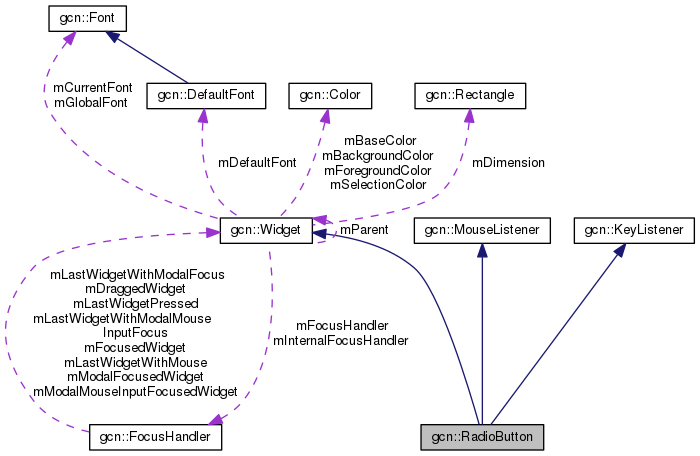 gcn::Font
mCurrentFont
mGlobalFont
gcn::DefaultFont
gcn::Color
gcn::Rectangle
mDefaultFont
mBaseColor
mBackgroundColor
mForegroundColor
mSelectionColor
mDimension
gcn::Widget
mParent
gcn::MouseListener
gcn::KeyListener
mLastWidgetWithModalFocus
mDraggedWidget
mLastWidgetPressed
mLastWidgetWithModalMouse
InputFocus
mFocusedWidget
mLastWidgetWithMouse
mModalFocusedWidget
mModalMouseInputFocusedWidget
mFocusHandler
mInternalFocusHandler
gcn::FocusHandler
gcn::RadioButton